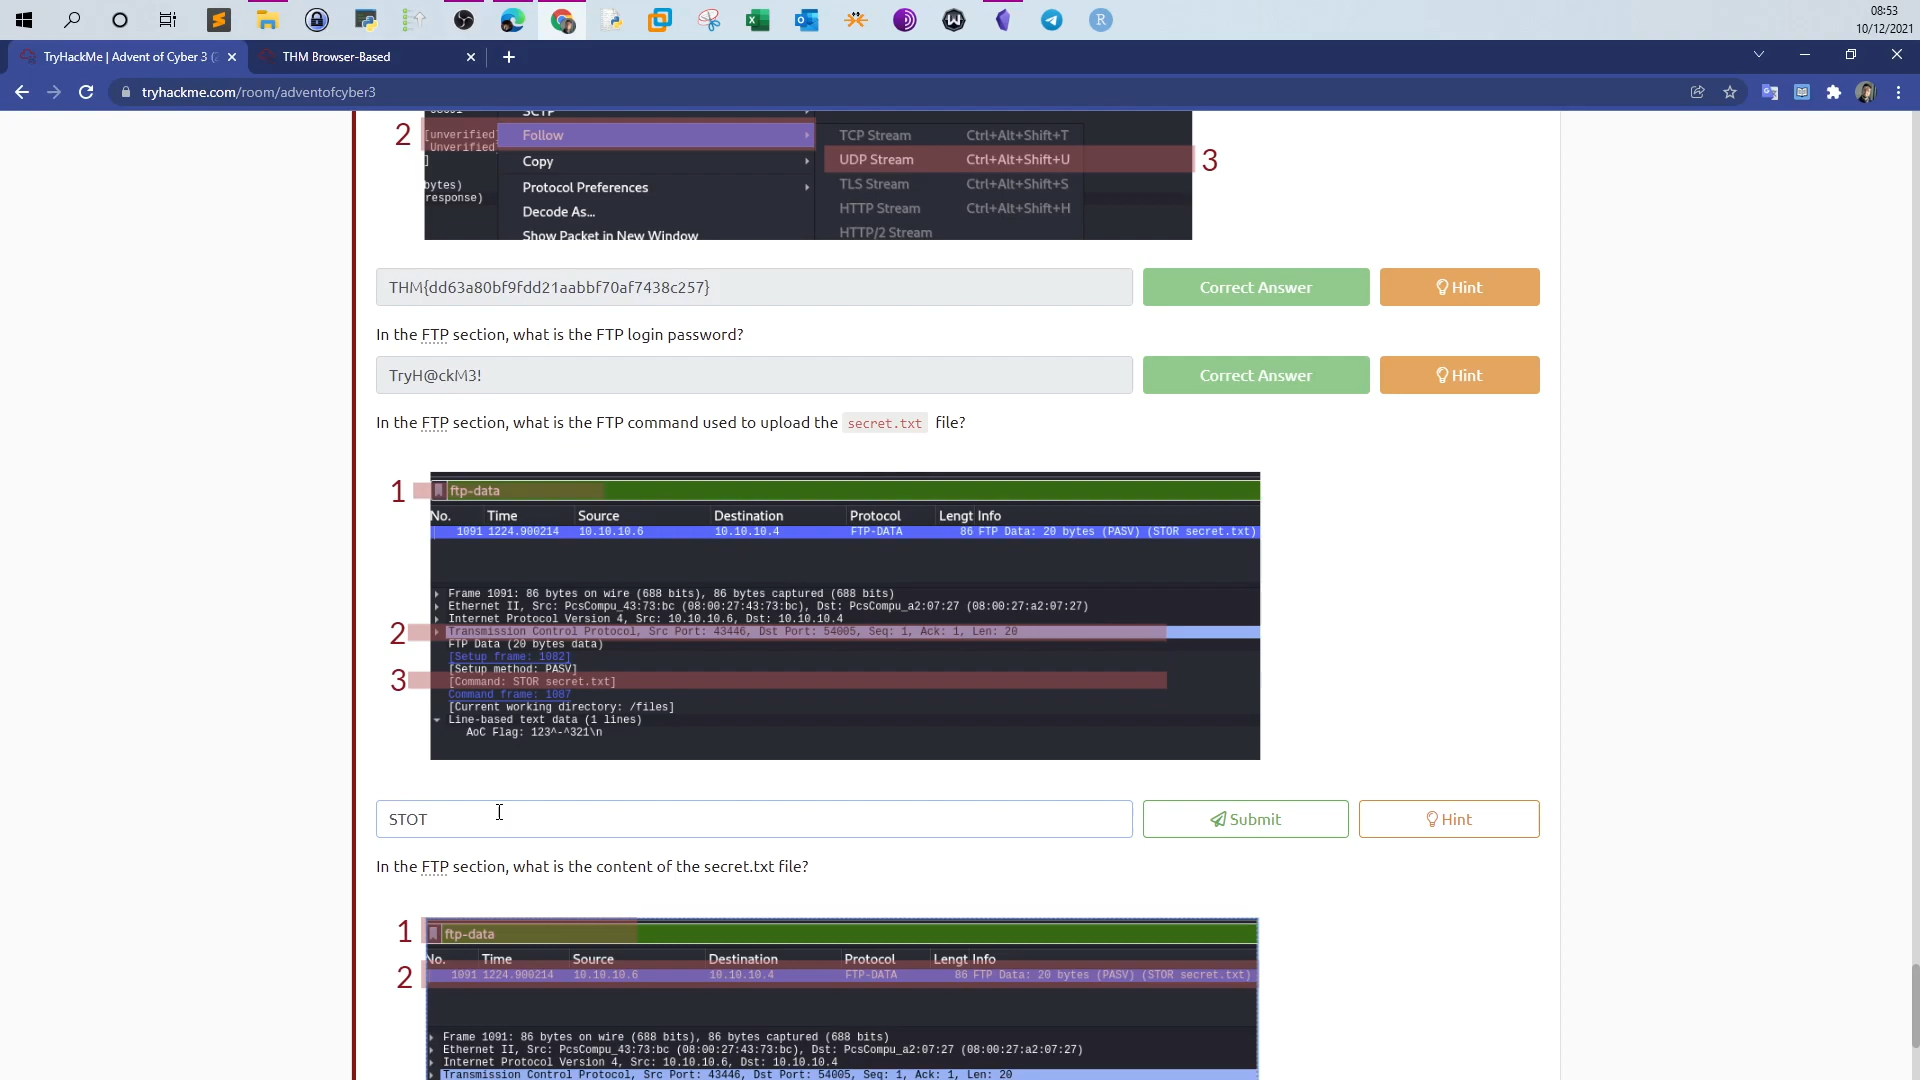 08:53
10/12/2021
TryHackMe | Advent of Cyber 3 (2
THM Browser-Based
tryhackme.com/room/adventofcyber3
SCTP
2
[unverified]
Follow
TCP Stream Ctrl+Alt+Shift+T
Unverified]
]
Copy
UDP Stream Ctrl+Alt+Shift+U
3
bytes)
Protocol Preferences
TLS Stream Ctrl+Alt+Shift+S
response)
Decode As...
HTTP Stream Ctrl+Alt+Shift+H
Show Packet in New Window
HTTP/2 Stream
THM{dd63a80bf9fdd21aabbf70af7438c257}
Correct Answer
Hint
In the FTP section, what is the FTP login password?
TryH@ckM3!
Correct Answer
Hint
In the FTP section, what is the FTP command used to upload the secret.txt file?
1
ftp-data
No. Time Source Destination Protocol Lengt Info
1091 1224.900214 10.10.10.6 10.10.10.4 FTP-DATA 86 FTP Data: 20 bytes (PASV) (STOR secret.txt)
Frame 1091: 86 bytes on wire (688 bits), 86 bytes captured (688 bits)
Ethernet II, Src: PcsCompu_43:73:bc (08:00:27:43:73:bc), Dst: PcsCompu_a2:07:27 (08:00:27:a2:07:27)
Internet Protocol Version 4, Src: 10.10.10.6, Dst: 10.10.10.4
2
Transmission Control Protocol, Src Port: 43446, Dst Port: 54005, Seq: 1, Ack: 1, Len: 20
FTP Data (20 bytes data)
[Setup frame: 1082]
[Setup method: PASV]
3
[Command: STOR secret.txt]
Command frame: 1087
[Current working directory: /files]
Line-based text data (1 lines)
AoC Flag: 123^-^321\n
STOT
Submit
Hint
In the FTP section, what is the content of the secret.txt file?
1
ftp-data
No. Time Source Destination Protocol Lengt Info
2
1091 1224.900214 10.10.10.6 10.10.10.4 FTP-DATA 86 FTP Data: 20 bytes (PASV) (STOR secret.txt)
Frame 1091: 86 bytes on wire (688 bits), 86 bytes captured (688 bits)
Ethernet II, Src: PcsCompu_43:73:bc (08:00:27:43:73:bc), Dst: PcsCompu_a2:07:27 (08:00:27:a2:07:27)
Internet Protocol Version 4, Src: 10.10.10.6, Dst: 10.10.10.4
Transmission Control Protocol, Src Port: 43446, Dst Port: 54005, Seq: 1, Ack: 1, Len: 20